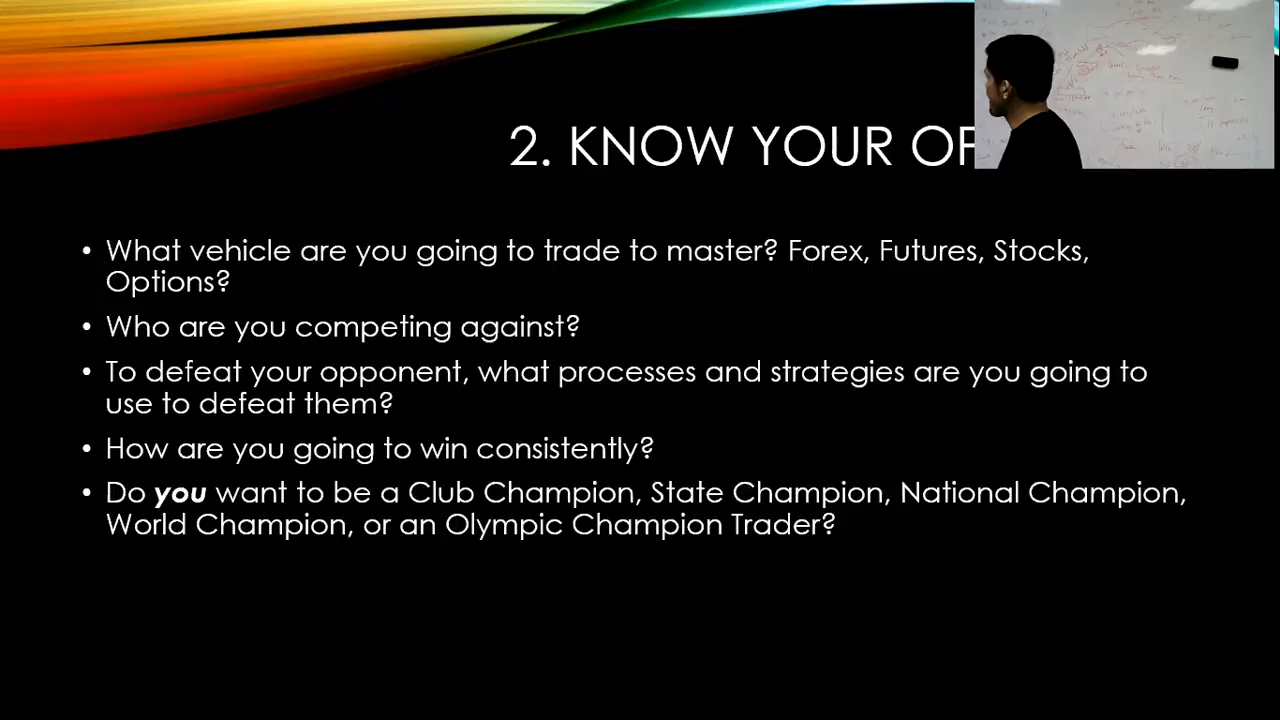 2. KNOW YOUR OP
• What vehicle are you going to trade to master? Forex, Futures, Stocks,
Options?
• Who are you competing against?
• To defeat your opponent, what processes and strategies are you going to
use to defeat them?
• How are you going to win consistently?
• Do you want to be a Club Champion, State Champion, National Champion,
World Champion, or an Olympic Champion Trader?